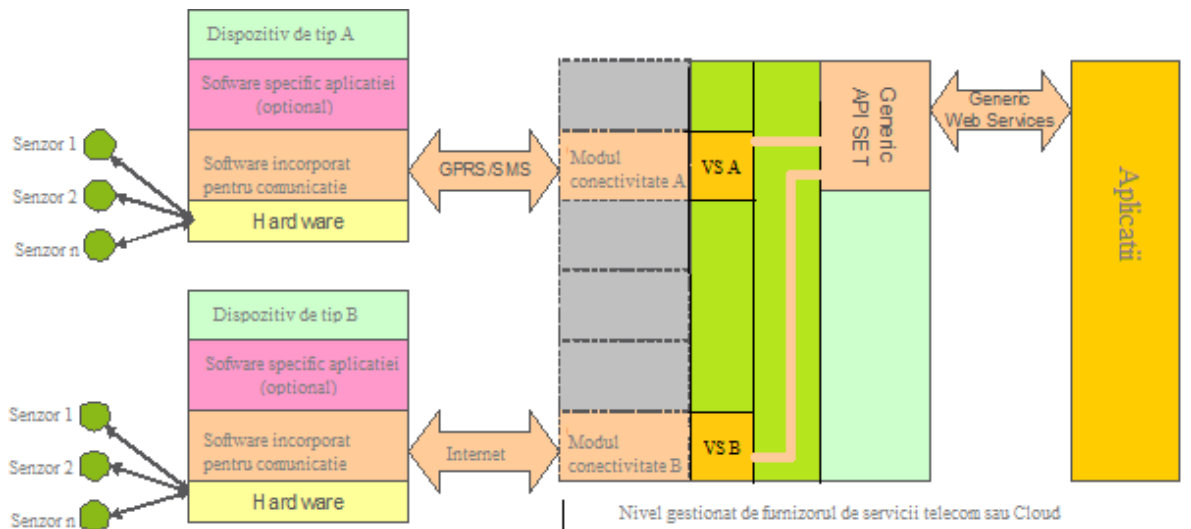 Dispozitiv de tip A
Sofware specific aplicatiei
(optional)
Software incorporat
pentru comunicatie
Hardware
Senzor 1
Senzor 2
Senzor n
GPRS/SMS
Modul
conectivitate A
VS A
Generic
API SET
Generic
Web Services
Aplicatii
Dispozitiv de tip B
Sofware specific aplicatiei
(optional)
Software incorporat
pentru comunicatie
Hardware
Senzor 1
Senzor 2
Senzor n
Internet
Modul
conectivitate B
VS B
Nivel gestionat de furnizorul de servicii telecom sau Cloud